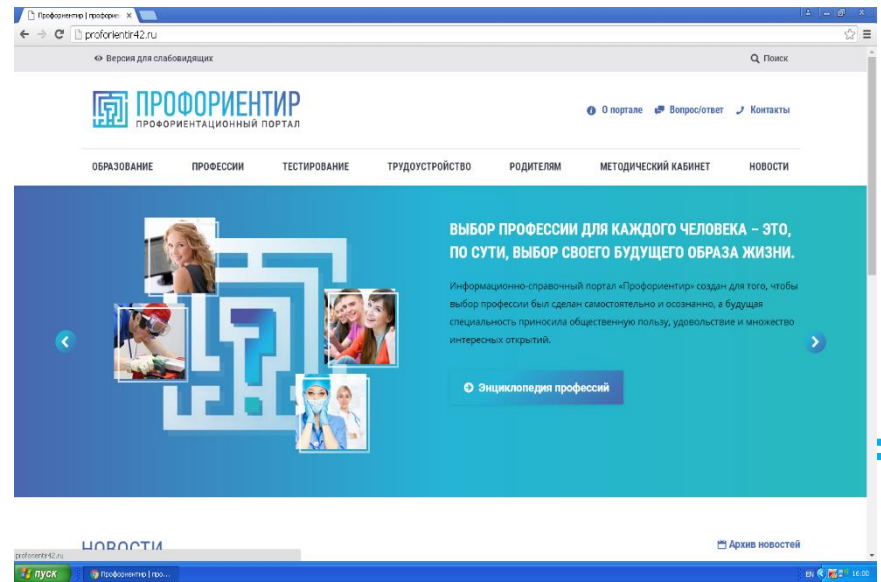 Профориентир | профориен
proforientir42.ru
Версия для слабовидящих
Поиск
ПРОФОРИЕНТИР
ПРОФОРИЕНТАЦИОННЫЙ ПОРТАЛ
О портале Вопрос/ответ Контакты
ОБРАЗОВАНИЕ ПРОФЕССИИ ТЕСТИРОВАНИЕ ТРУДОУСТРОЙСТВО РОДИТЕЛЯМ МЕТОДИЧЕСКИЙ КАБИНЕТ НОВОСТИ
ВЫБОР ПРОФЕССИИ ДЛЯ КАЖДОГО ЧЕЛОВЕКА – ЭТО,
ПО СУТИ, ВЫБОР СВОЕГО БУДУЩЕГО ОБРАЗА ЖИЗНИ.
Информационно-справочный портал «Профориентир» создан для того, чтобы
выбор профессии был сделан самостоятельно и осознанно, а будущая
специальность приносила общественную пользу, удовольствие и множество
интересных открытий.
Энциклопедия профессий
НОВОСТИ
Архив новостей
proforientir42.ru
пуск
Профориентир | про...
EN
16:00